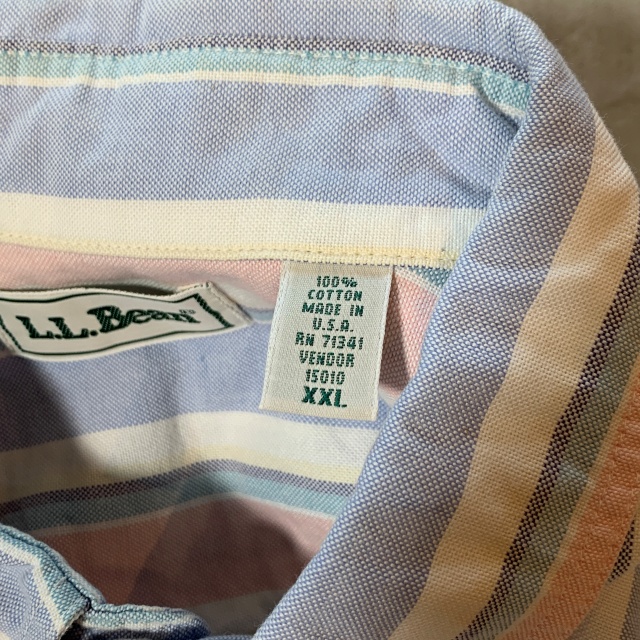 L.L.Bean®
100%
COTTON
MADE IN
U.S.A.
RN 71341
VENDOR
15010
XXL